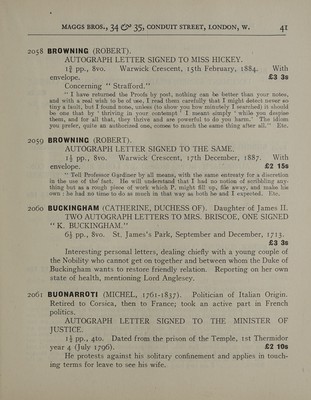 MAGGS BROS., 34 & 35, CONDUIT STREET, LONDON, W. 41
2058 BROWNING (ROBERT).
AUTOGRAPH LETTER SIGNED TO MISS HICKEY.
1¾ pp., 8vo. Warwick Crescent, 15th February, 1884. With
envelope. £3 3s
Concerning “ Strafford.”
“ I have returned the Proofs by post, nothing can be better than your notes,
and with a real wish to be of use, I read them carefully that I might detect never so
tiny a fault, but I found none, unless (to show you how minutely I searched) it should
be one that by ‘ thriving in your contempt ’ I meant simply ‘ while you despise
them, and for all that, they thrive and are powerful to do you harm.’ The idiom
you prefer, quite an authorized one, comes to much the same thing after all.” Etc.
2059 BROWNING (ROBERT).
AUTOGRAPH LETTER SIGNED TO THE SAME.
1½ pp., 8vo. Warwick Crescent, 17th December, 1887. With
envelope. £2 15s
“ Tell Professor Gardiner by all means, with the same entreaty for a discretion
in the use of the fact. He will understand that I had no notion of scribbling any-
thing but as a rough piece of work which P, might fill up, file away, and make his
own : he had no time to do as much in that way as both he and I expected. Etc.
2060 BUCKINGHAM (CATHERINE, DUCHESS OF). Daughter of James II.
TWO AUTOGRAPH LETTERS TO MRS. BRISCOE, ONE SIGNED
“ K. BUCKINGHAM.”
6½ pp., 8vo. St. James’s Park, September and December, 1713.
£3 3s
Interesting personal letters, dealing chiefly with a young couple of
the Nobility who cannot get on together and between whom the Duke of
Buckingham wants to restore friendly relation. Reporting on her own
state of health, mentioning Lord Anglesey.
2061 BUONARROTI (MICHEL, 1761-1837). Politician of Italian Origin.
Retired to Corsica, then to France; took an active part in French
politics.
AUTOGRAPH LETTER SIGNED TO THE MINISTER OF
JUSTICE.
1½ pp., 4to. Dated from the prison of the Temple, 1st Thermidor
year 4 (July 1796). £2 10s
He protests against his solitary confinement and applies in touch-
ing terms for leave to see his wife.